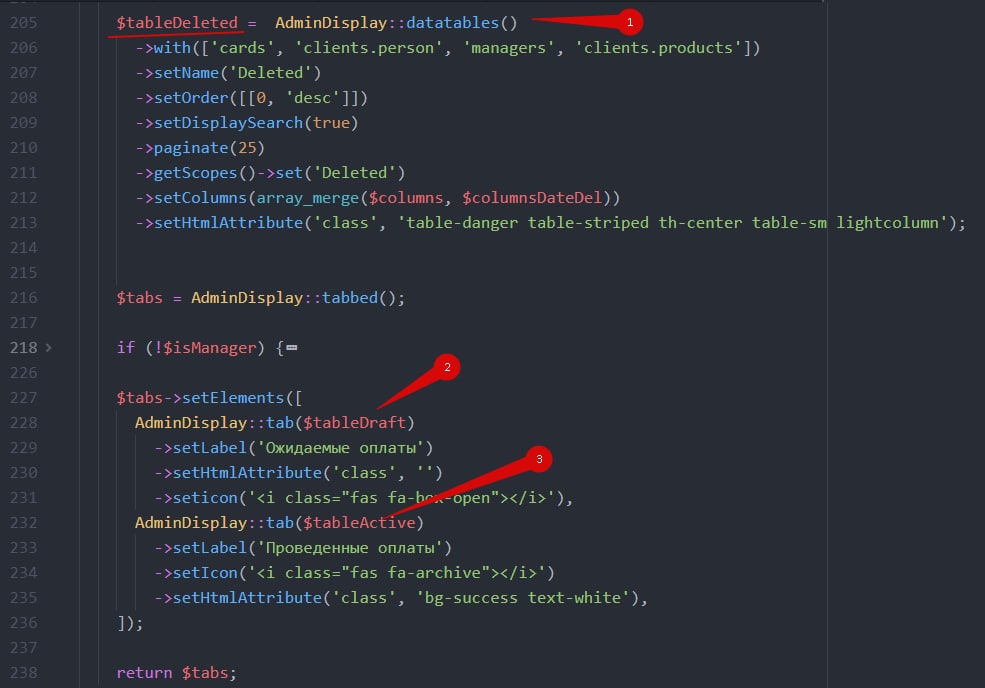 205 $tableDeleted = AdminDisplay::datatables() 1
206 ->with(['cards', 'clients.person', 'managers', 'clients.products'])
207 ->setName('Deleted')
208 ->setOrder([[0, 'desc']])
209 ->setDisplaySearch(true)
210 ->paginate(25)
211 ->getScopes()->set('Deleted')
212 ->setColumns(array_merge($columns, $columnsDateDel))
213 ->setHtmlAttribute('class', 'table-danger table-striped th-center table-sm lightcolumn');
214
215
216 $tabs = AdminDisplay::tabbed();
217
218 > if (!$isManager) {
226 2
227 $tabs->setElements([
228 AdminDisplay::tab($tableDraft)
229 ->setLabel('Ожидаемые оплаты')
230 ->setHtmlAttribute('class', '') 3
231 ->seticon('<i class="fas fa-box-open"></i>'),
232 AdminDisplay::tab($tableActive)
233 ->setLabel('Проведенные оплаты')
234 ->setIcon('<i class="fas fa-archive"></i>')
235 ->setHtmlAttribute('class', 'bg-success text-white'),
236 ]);
237
238 return $tabs;